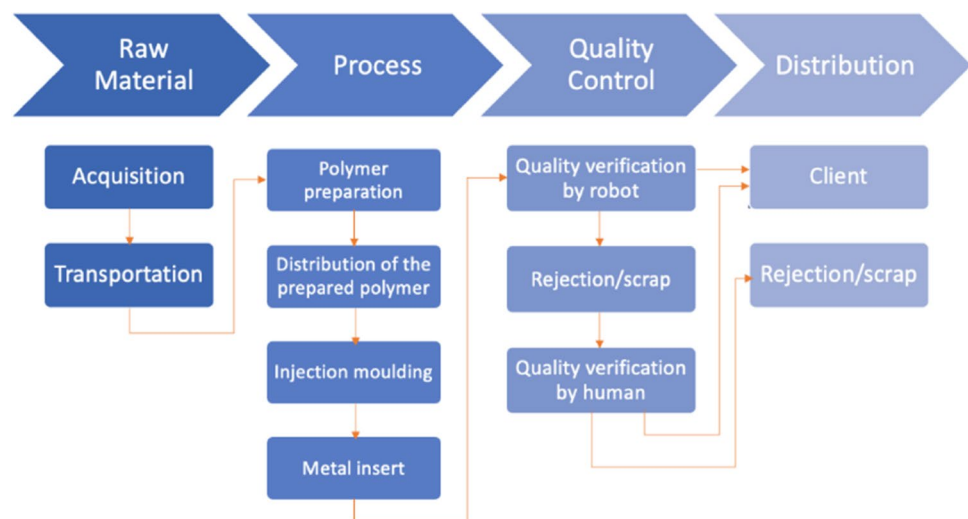 Raw
Material
Process
Quality
Control
Distribution
Acquisition
Transportation
Polymer
preparation
Distribution of the
prepared polymer
Injection moulding
Metal insert
Quality verification
by robot
Rejection/scrap
Quality verification
by human
Client
Rejection/scrap